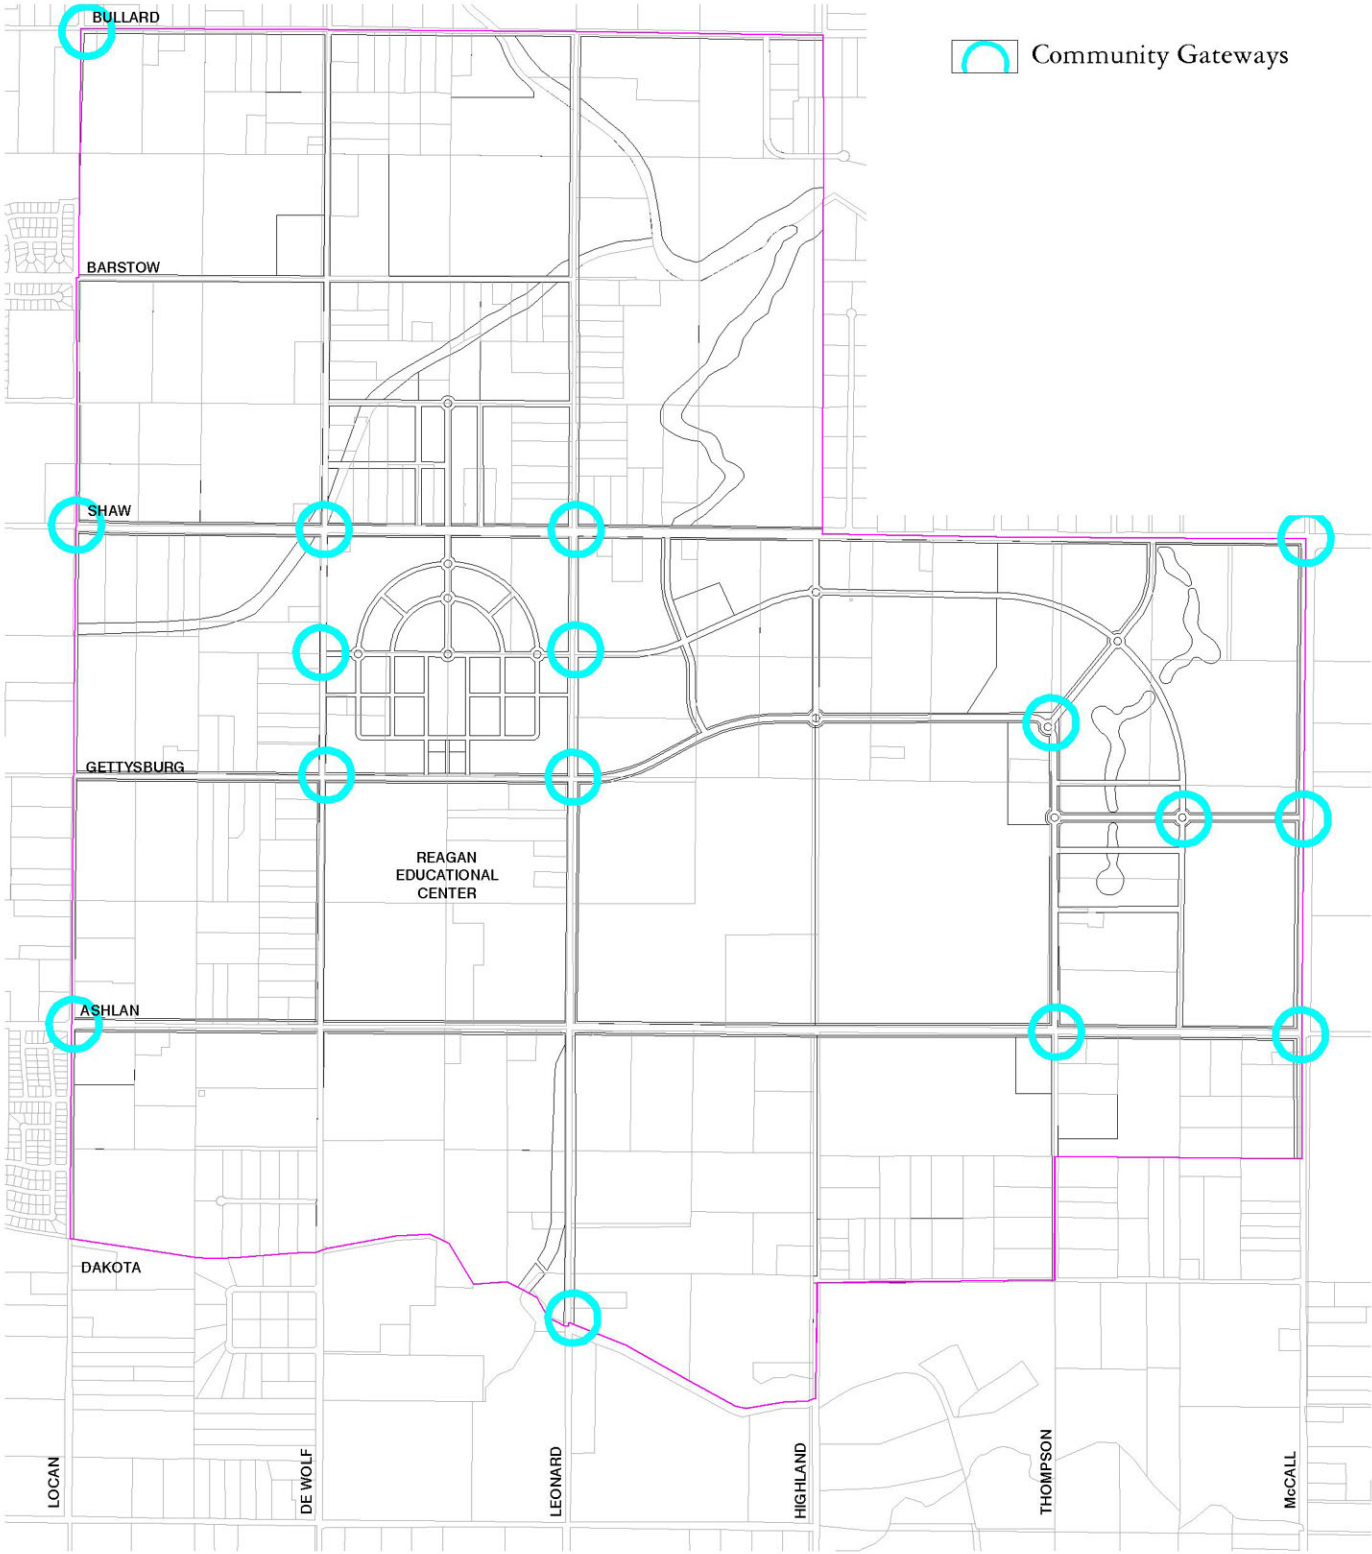 BULLARD
Community Gateways
BARSTOW
SHAW
GETTYSBURG
REAGAN
EDUCATIONAL
CENTER
ASHLAN
DAKOTA
LOCAN
DE WOLF
LEONARD
HIGHLAND
THOMPSON
McCALL